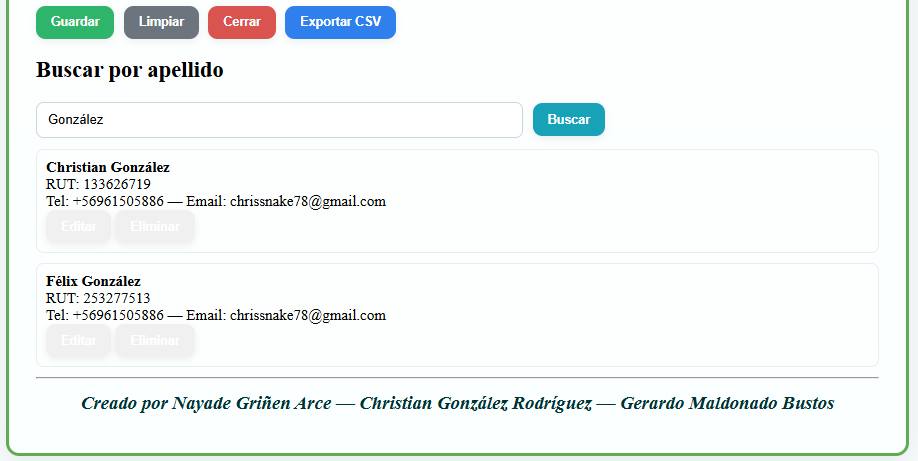 Guardar Limpiar Cerrar Exportar CSV
Buscar por apellido
González Buscar
Christian González
RUT: 133626719
Tel: +56961505886 — Email: chrissnake78@gmail.com
Editar Eliminar
Félix González
RUT: 253277513
Tel: +56961505886 — Email: chrissnake78@gmail.com
Editar Eliminar
Creado por Nayade Griñen Arce — Christian González Rodríguez — Gerardo Maldonado Bustos